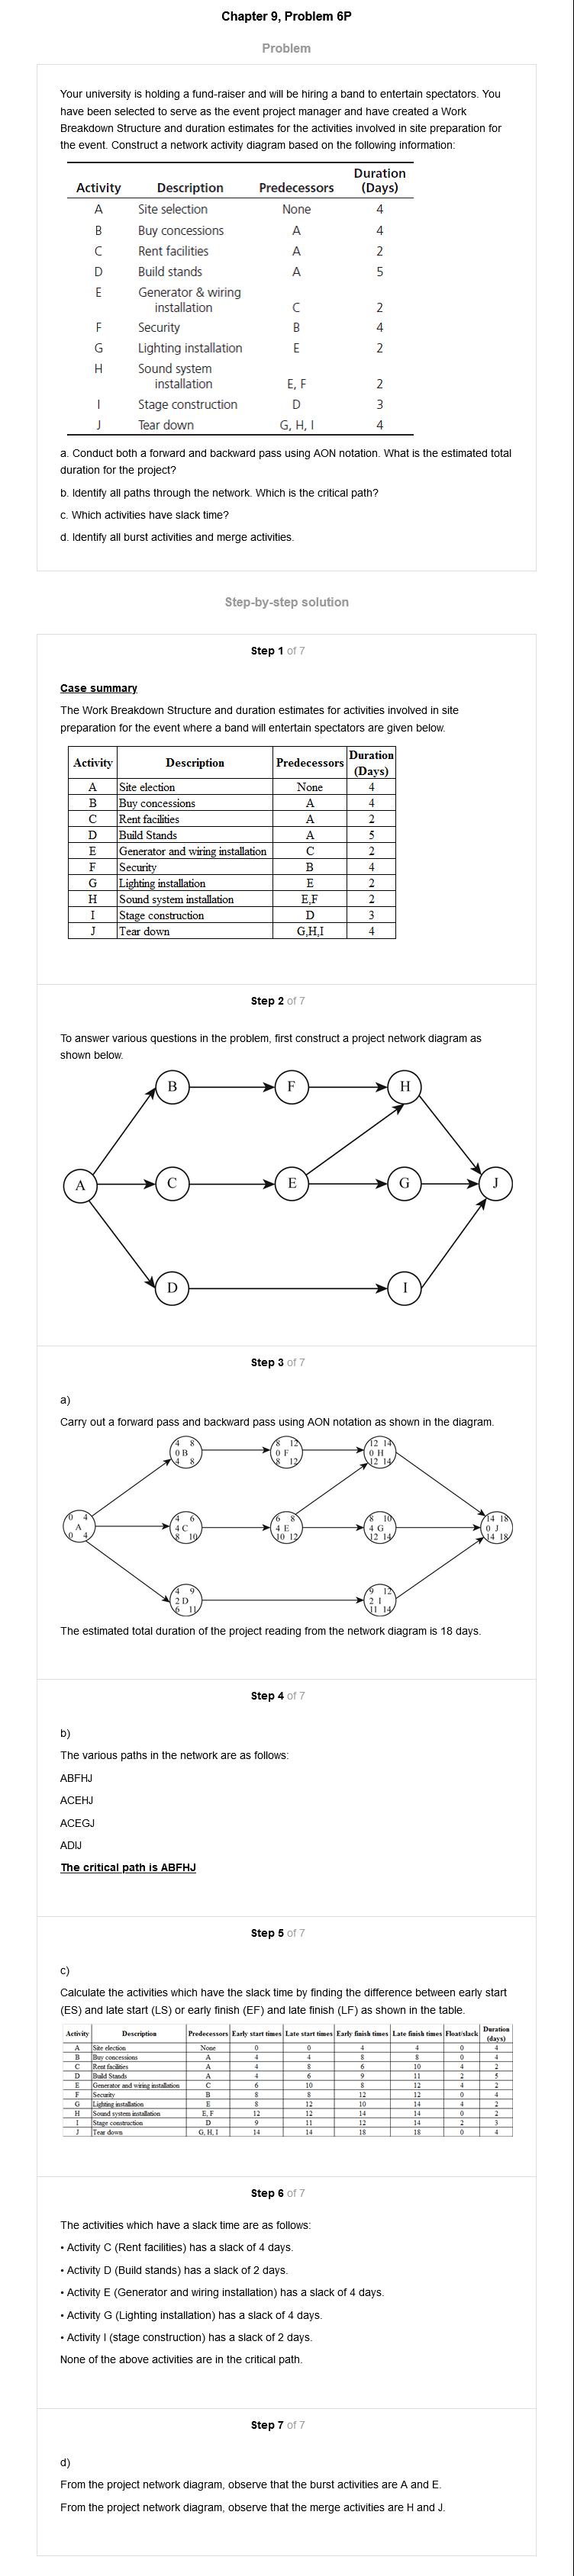 Chapter 9, Problem 6P
Problem
Your university is holding a fund-raiser and will be hiring a band to entertain spectators. You
have been selected to serve as the event project manager and have created a Work
Breakdown Structure and duration estimates for the activities involved in site preparation for
the event. Construct a network activity diagram based on the following information:
Duration
Activity Description Predecessors (Days)
A Site selection None 4
B Buy concessions A 4
C Rent facilities A 2
D Build stands A 5
E Generator & wiring
installation C 2
F Security B 4
G Lighting installation E 2
H Sound system
installation E, F 2
I Stage construction D 3
J Tear down G, H, I 4
a. Conduct both a forward and backward pass using AON notation. What is the estimated total
duration for the project?
b. Identify all paths through the network. Which is the critical path?
c. Which activities have slack time?
d. Identify all burst activities and merge activities.
Step-by-step solution
Step 1 of 7
Case summary
The Work Breakdown Structure and duration estimates for activities involved in site
preparation for the event where a band will entertain spectators are given below.
Activity Description Predecessors Duration
(Days)
A Site election None 4
B Buy concessions A 4
C Rent facilities A 2
D Build Stands A 5
E Generator and wiring installation C 2
F Security B 4
G Lighting installation E 2
H Sound system installation E,F 2
I Stage construction D 3
J Tear down G,H,I 4
Step 2 of 7
To answer various questions in the problem, first construct a project network diagram as
shown below.
B F H
A C E G J
D I
Step 3 of 7
a)
Carry out a forward pass and backward pass using AON notation as shown in the diagram.
4 8 8 12 12 14
0 B 0 F 0 H
4 8 8 12 12 14
0 4 4 6 6 8 8 10 14 18
A 4 C 4 E 4 G 0 J
0 4 8 10 10 12 12 14 14 18
4 9 9 12
2 D 2 I
6 11 11 14
The estimated total duration of the project reading from the network diagram is 18 days.
Step 4 of 7
b)
The various paths in the network are as follows:
ABFHJ
ACEHJ
ACEGJ
ADIJ
The critical path is ABFHJ
Step 5 of 7
c)
Calculate the activities which have the slack time by finding the difference between early start
(ES) and late start (LS) or early finish (EF) and late finish (LF) as shown in the table.
Activity Description Predecessors Early start times Late start times Early finish times Late finish times Float/slack Duration
(days)
A Site election None 0 0 4 4 0 4
B Buy concessions A 4 4 8 8 0 4
C Rent facilities A 4 8 6 10 4 2
D Build Stands A 4 6 9 11 2 5
E Generator and wiring installation C 6 10 8 12 4 2
F Security B 8 8 12 12 0 4
G Lighting installation E 8 12 10 14 4 2
H Sound system installation E, F 12 12 14 14 0 2
I Stage construction D 9 11 12 14 2 3
J Tear down G, H, I 14 14 18 18 0 4
Step 6 of 7
The activities which have a slack time are as follows:
• Activity C (Rent facilities) has a slack of 4 days.
• Activity D (Build stands) has a slack of 2 days.
• Activity E (Generator and wiring installation) has a slack of 4 days.
• Activity G (Lighting installation) has a slack of 4 days.
• Activity I (stage construction) has a slack of 2 days.
None of the above activities are in the critical path.
Step 7 of 7
d)
From the project network diagram, observe that the burst activities are A and E.
From the project network diagram, observe that the merge activities are H and J.